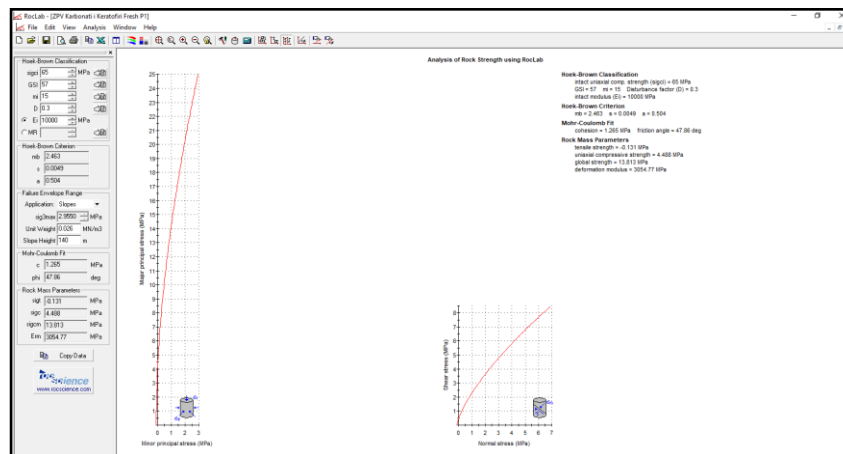 RocLab - [ZPV Karbonati i Keratofiri Fresh P1]
File Edit View Analysis Window Help
Analysis of Rock Strength using RocLab
Hoek-Brown Classification
sigci 65 MPa
GSI 57
mi 15
D 0.3
Ei 10000 MPa
MR
Hoek-Brown Criterion
mb 2.463
s 0.0049
a 0.504
Failure Envelope Range
Application: Slopes
sig3max 2.9550 MPa
Unit Weight 0.026 MN/m3
Slope Height 140 m
Mohr-Coulomb Fit
c 1.265 MPa
phi 47.86 deg
Rock Mass Parameters
sigt -0.131 MPa
sigc 4.488 MPa
sigcm 13.813 MPa
Erm 3054.77 MPa
Copy Data
rocscience
www.rocscience.com
Major principal stress (MPa)
25
24
23
22
21
20
19
18
17
16
15
14
13
12
11
10
9
8
7
6
5
4
3
2
1
0 1 2 3
Minor principal stress (MPa)
Shear stress (MPa)
8
7
6
5
4
3
2
1
0 1 2 3 4 5 6 7
Normal stress (MPa)
Hoek-Brown Classification
intact uniaxial comp. strength (sigci) = 65 MPa
GSI = 57 mi = 15 Disturbance factor (D) = 0.3
intact modulus (Ei) = 10000 MPa
Hoek-Brown Criterion
mb = 2.463 s = 0.0049 a = 0.504
Mohr-Coulomb Fit
cohesion = 1.265 MPa friction angle = 47.86 deg
Rock Mass Parameters
tensile strength = -0.131 MPa
uniaxial compressive strength = 4.488 MPa
global strength = 13.813 MPa
deformation modulus = 3054.77 MPa